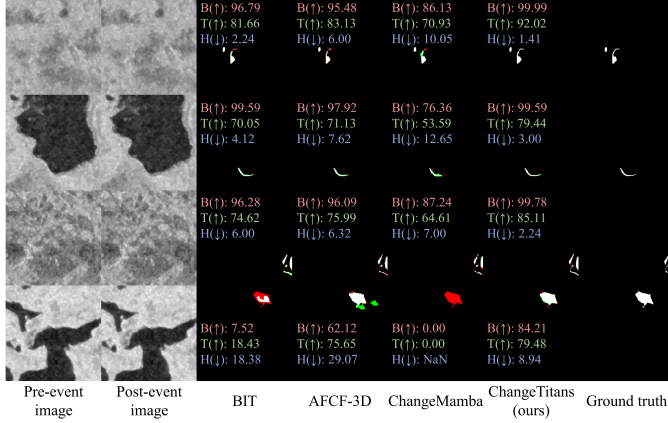 B(↑): 96.79 B(↑): 95.48 B(↑): 86.13 B(↑): 99.99
T(↑): 81.66 T(↑): 83.13 T(↑): 70.93 T(↑): 92.02
H(↓): 2.24 H(↓): 6.00 H(↓): 10.05 H(↓): 1.41
B(↑): 99.59 B(↑): 97.92 B(↑): 76.36 B(↑): 99.59
T(↑): 70.05 T(↑): 71.13 T(↑): 53.59 T(↑): 79.44
H(↓): 4.12 H(↓): 7.62 H(↓): 12.65 H(↓): 3.00
B(↑): 96.28 B(↑): 96.09 B(↑): 87.24 B(↑): 99.78
T(↑): 74.62 T(↑): 75.99 T(↑): 64.61 T(↑): 85.11
H(↓): 6.00 H(↓): 6.32 H(↓): 7.00 H(↓): 2.24
B(↑): 7.52 B(↑): 62.12 B(↑): 0.00 B(↑): 84.21
T(↑): 18.43 T(↑): 75.65 T(↑): 0.00 T(↑): 79.48
H(↓): 18.38 H(↓): 29.07 H(↓): NaN H(↓): 8.94
Pre-event image
Post-event image
BIT
AFCF-3D
ChangeMamba
ChangeTitans (ours)
Ground truth